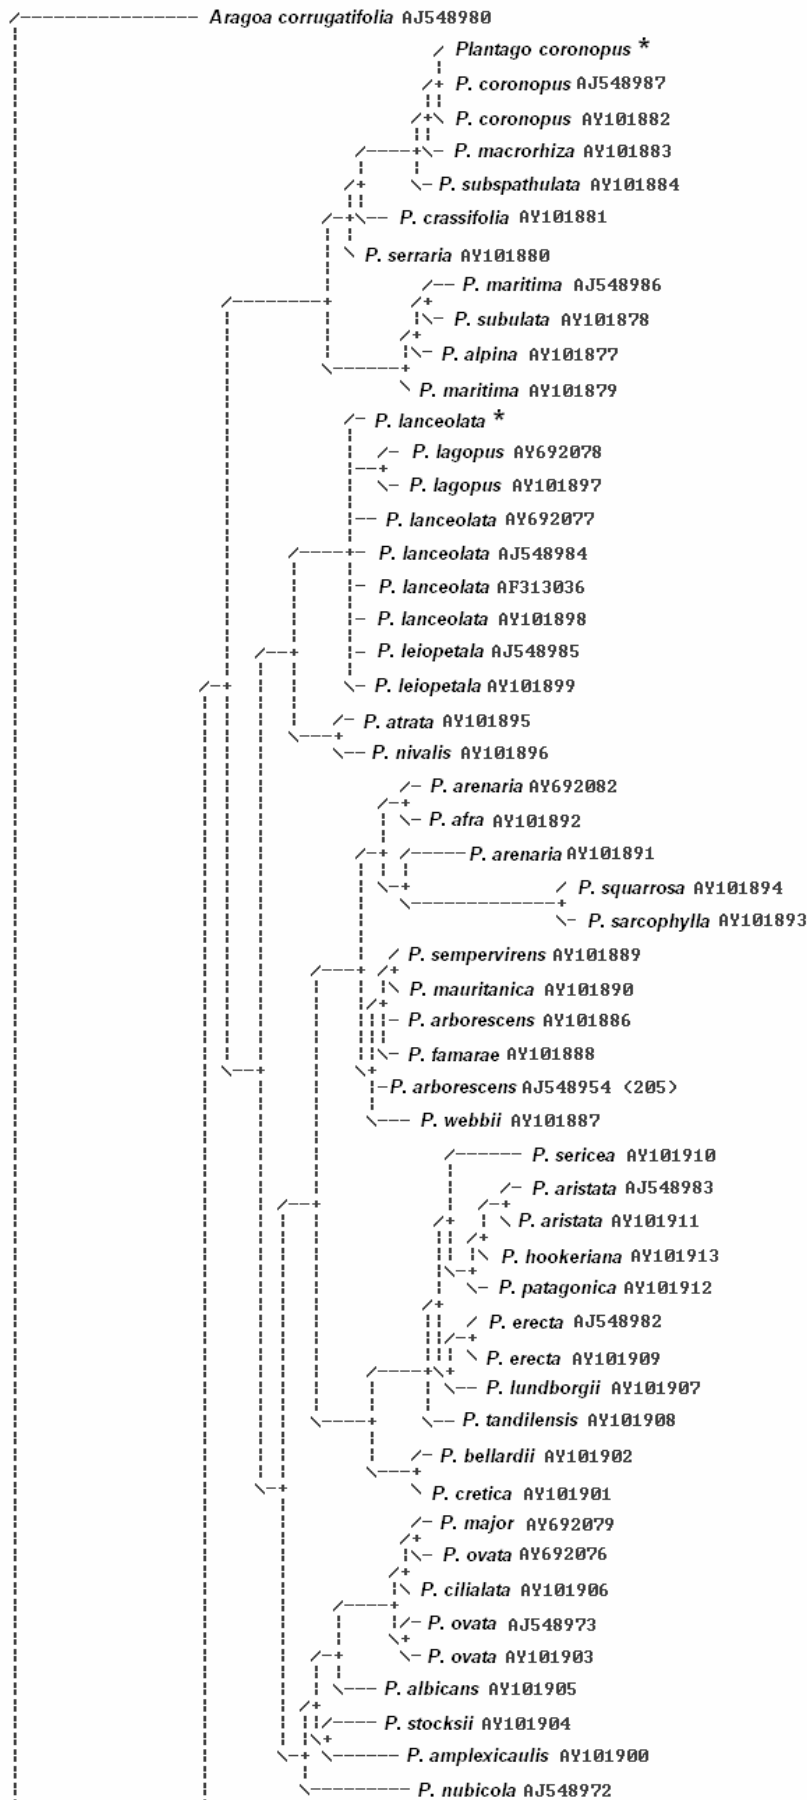 Aragoa corrugatifolia AJ548980
Plantago coronopus *
P. coronopus AJ548987
P. coronopus AY101882
P. macrorhiza AY101883
P. subspathulata AY101884
P. crassifolia AY101881
P. serraria AY101880
P. maritima AJ548986
P. subulata AY101878
P. alpina AY101877
P. maritima AY101879
P. lanceolata *
P. lagopus AY692078
P. lagopus AY101897
P. lanceolata AY692077
P. lanceolata AJ548984
P. lanceolata AF313036
P. lanceolata AY101898
P. leiopetala AJ548985
P. leiopetala AY101899
P. atrata AY101895
P. nivalis AY101896
P. arenaria AY692082
P. afra AY101892
P. arenaria AY101891
P. squarrosa AY101894
P. sarcophylla AY101893
P. sempervirens AY101889
P. mauritanica AY101890
P. arborescens AY101886
P. famarae AY101888
P. arborescens AJ548954 <205>
P. webbii AY101887
P. sericea AY101910
P. aristata AJ548983
P. aristata AY101911
P. hookeriana AY101913
P. patagonica AY101912
P. erecta AJ548982
P. erecta AY101909
P. lundborgii AY101907
P. tandilensis AY101908
P. bellardii AY101902
P. cretica AY101901
P. major AY692079
P. ovata AY692076
P. cilialata AY101906
P. ovata AJ548973
P. ovata AY101903
P. albicans AY101905
P. stocksii AY101904
P. amplexicaulis AY101900
P. nubicola AJ548972